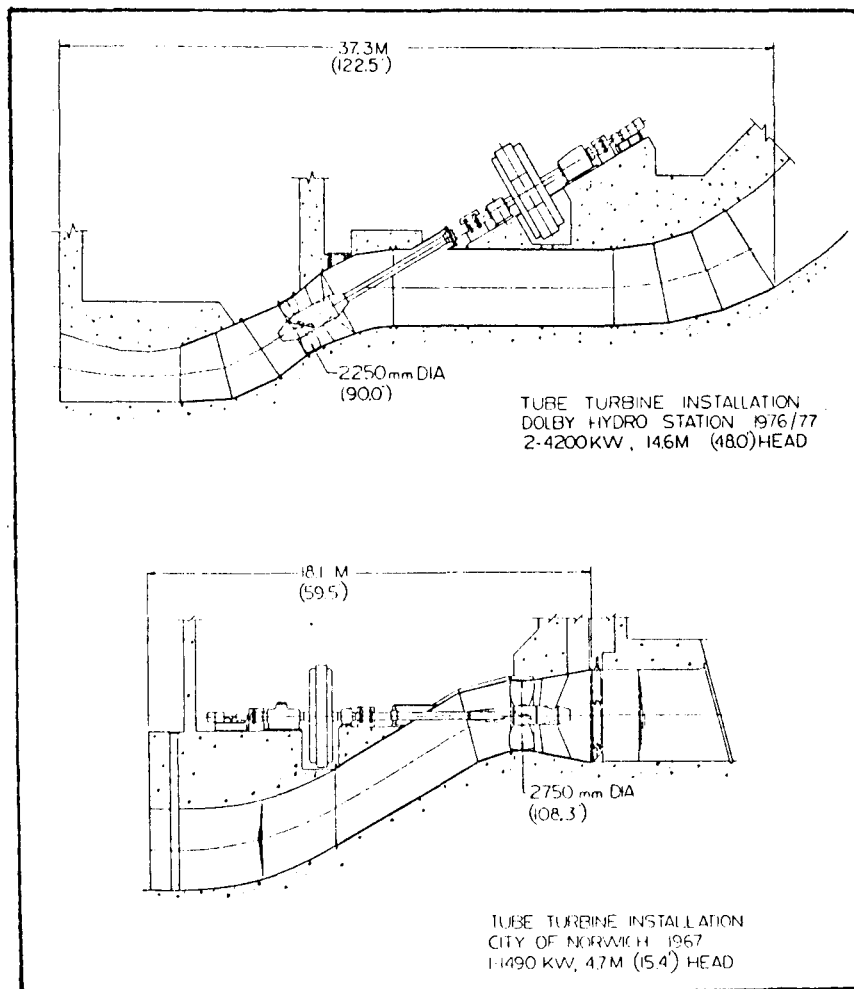 37.3M
(122.5')
2250mm DIA
(90.0")
TUBE TURBINE INSTALLATION
DOLBY HYDRO STATION 1976/77
2-4200KW, 14.6M (48.0')HEAD
18.1 M
(59.5')
2750 mm DIA
(108.3")
TUBE TURBINE INSTALLATION
CITY OF NORWICH 1967
1-1490 KW, 4.7M (15.4') HEAD